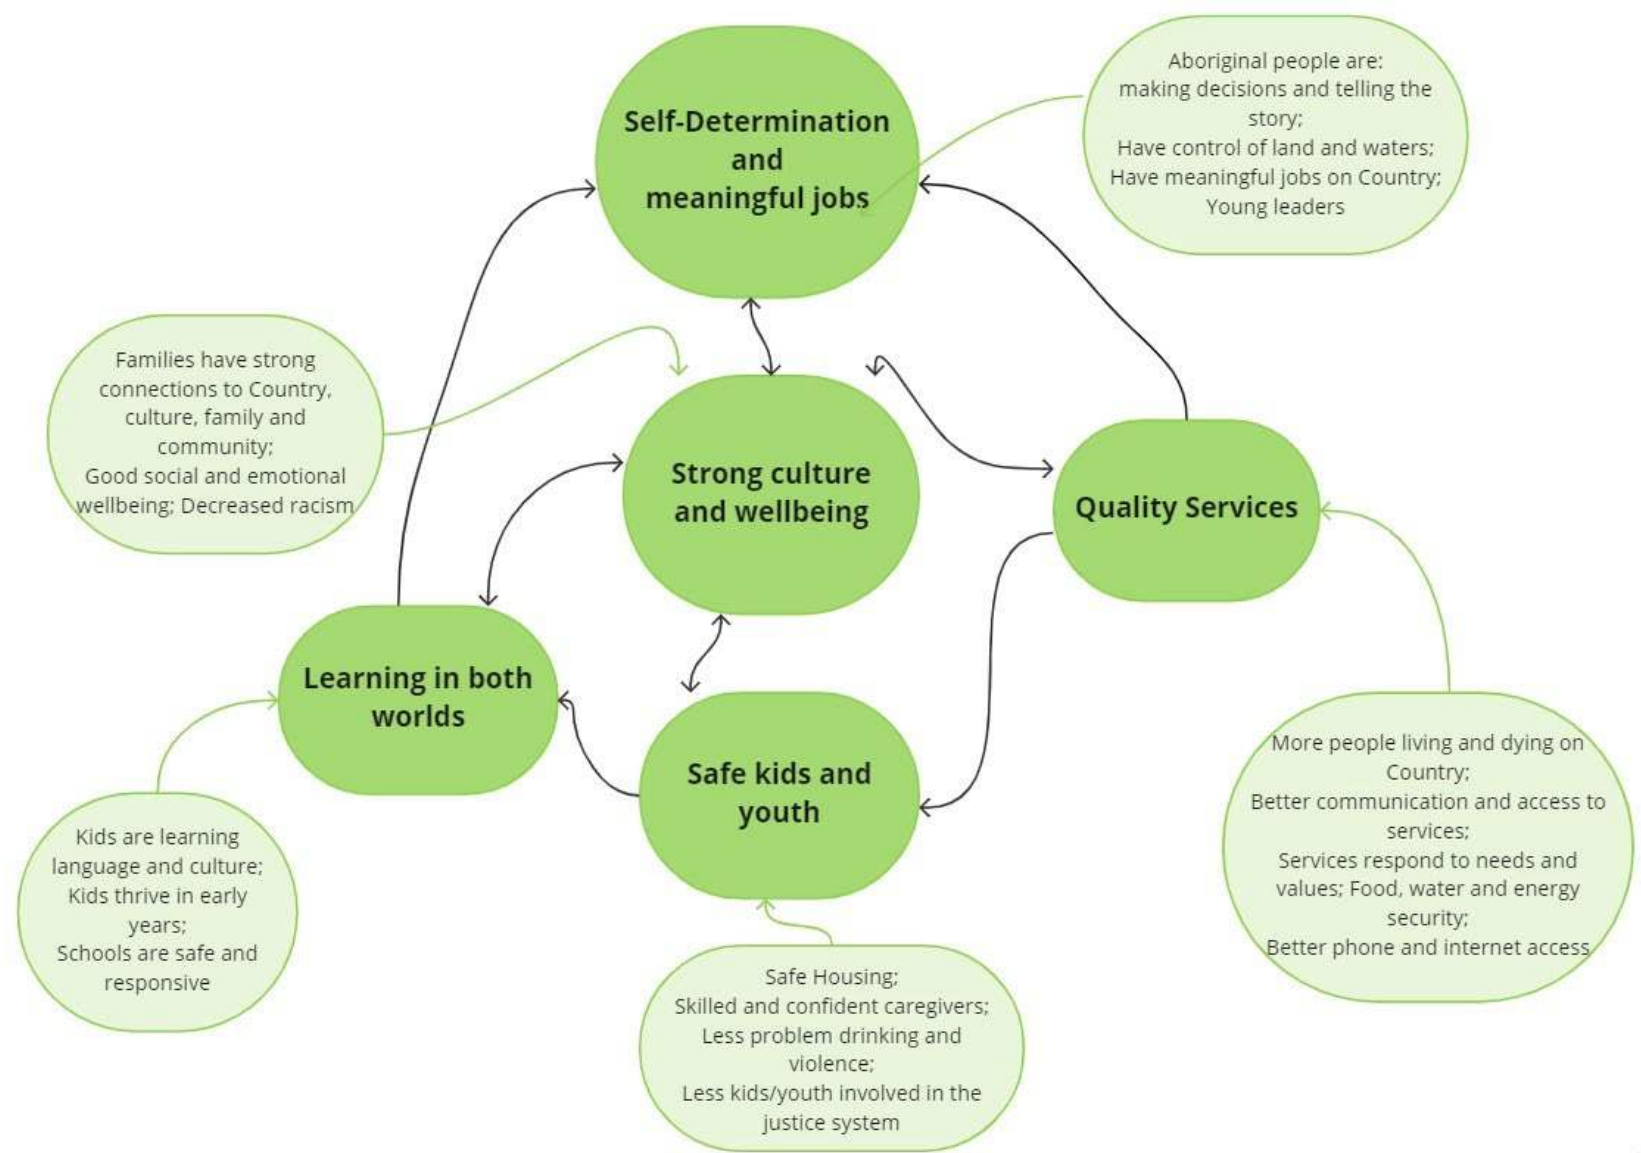 Self-Determination
and
meaningful jobs
Aboriginal people are:
making decisions and telling the
story;
Have control of land and waters;
Have meaningful jobs on Country;
Young leaders
Families have strong
connections to Country,
culture, family and
community;
Good social and emotional
wellbeing; Decreased racism
Strong culture
and wellbeing
Quality Services
Learning in both
worlds
Safe kids and
youth
More people living and dying on
Country;
Better communication and access to
services;
Services respond to needs and
values; Food, water and energy
security;
Better phone and internet access
Kids are learning
language and culture;
Kids thrive in early
years;
Schools are safe and
responsive
Safe Housing;
Skilled and confident caregivers;
Less problem drinking and
violence;
Less kids/youth involved in the
justice system